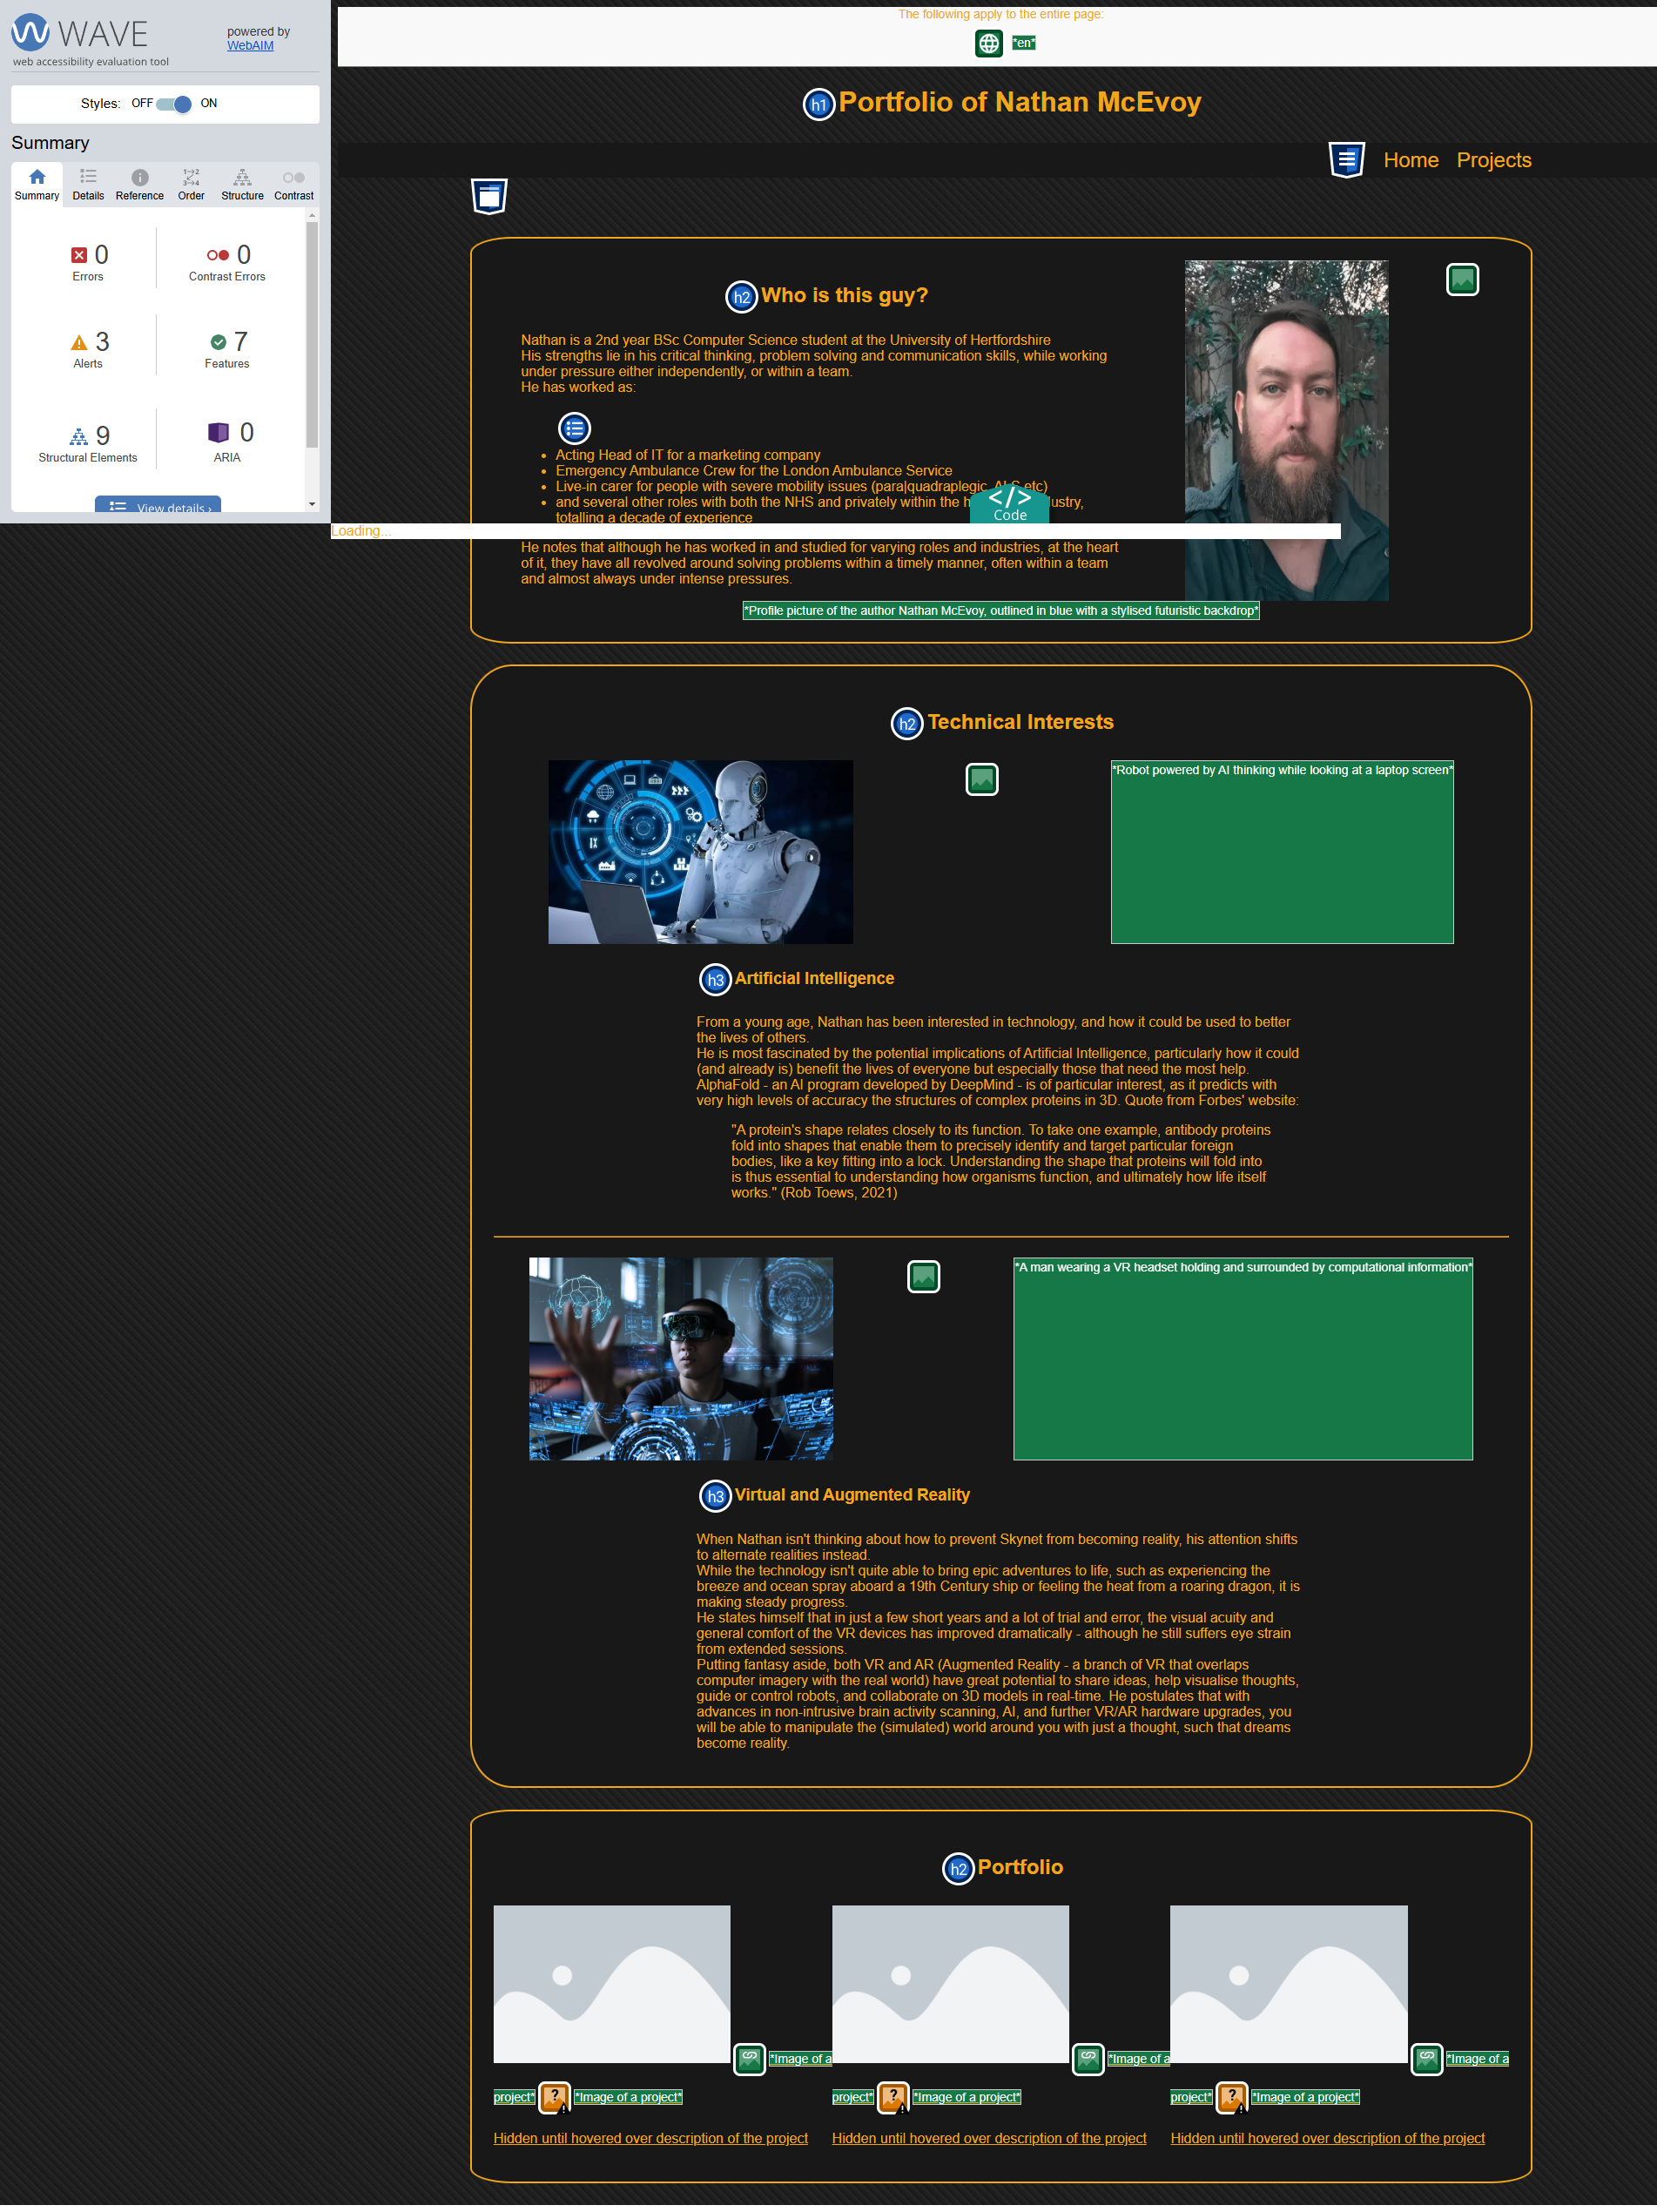 WAVE
web accessibility evaluation tool
powered by
WebAIM
Styles: OFF ON
Summary
Summary Details Reference Order Structure Contrast
0
Errors
0
Contrast Errors
3
Alerts
7
Features
9
Structural Elements
0
ARIA
View details ›
Loading...
The following apply to the entire page:
*en*
h1 Portfolio of Nathan McEvoy
Home Projects
h2 Who is this guy?
Nathan is a 2nd year BSc Computer Science student at the University of Hertfordshire
His strengths lie in his critical thinking, problem solving and communication skills, while working
under pressure either independently, or within a team.
He has worked as:
• Acting Head of IT for a marketing company
• Emergency Ambulance Crew for the London Ambulance Service
• Live-in carer for people with severe mobility issues (para|quadraplegic, ALS etc)
• and several other roles with both the NHS and privately within the h ustry,
totalling a decade of experience
</>
Code
He notes that although he has worked in and studied for varying roles and industries, at the heart
of it, they have all revolved around solving problems within a timely manner, often within a team
and almost always under intense pressures.
*Profile picture of the author Nathan McEvoy, outlined in blue with a stylised futuristic backdrop*
h2 Technical Interests
*Robot powered by AI thinking while looking at a laptop screen*
h3 Artificial Intelligence
From a young age, Nathan has been interested in technology, and how it could be used to better
the lives of others.
He is most fascinated by the potential implications of Artificial Intelligence, particularly how it could
(and already is) benefit the lives of everyone but especially those that need the most help.
AlphaFold - an AI program developed by DeepMind - is of particular interest, as it predicts with
very high levels of accuracy the structures of complex proteins in 3D. Quote from Forbes' website:
"A protein's shape relates closely to its function. To take one example, antibody proteins
fold into shapes that enable them to precisely identify and target particular foreign
bodies, like a key fitting into a lock. Understanding the shape that proteins will fold into
is thus essential to understanding how organisms function, and ultimately how life itself
works." (Rob Toews, 2021)
*A man wearing a VR headset holding and surrounded by computational information*
h3 Virtual and Augmented Reality
When Nathan isn't thinking about how to prevent Skynet from becoming reality, his attention shifts
to alternate realities instead.
While the technology isn't quite able to bring epic adventures to life, such as experiencing the
breeze and ocean spray aboard a 19th Century ship or feeling the heat from a roaring dragon, it is
making steady progress.
He states himself that in just a few short years and a lot of trial and error, the visual acuity and
general comfort of the VR devices has improved dramatically - although he still suffers eye strain
from extended sessions.
Putting fantasy aside, both VR and AR (Augmented Reality - a branch of VR that overlaps
computer imagery with the real world) have great potential to share ideas, help visualise thoughts,
guide or control robots, and collaborate on 3D models in real-time. He postulates that with
advances in non-intrusive brain activity scanning, AI, and further VR/AR hardware upgrades, you
will be able to manipulate the (simulated) world around you with just a thought, such that dreams
become reality.
h2 Portfolio
*Image of a
project* *Image of a project*
Hidden until hovered over description of the project
*Image of a
project* *Image of a project*
Hidden until hovered over description of the project
*Image of a
project* *Image of a project*
Hidden until hovered over description of the project